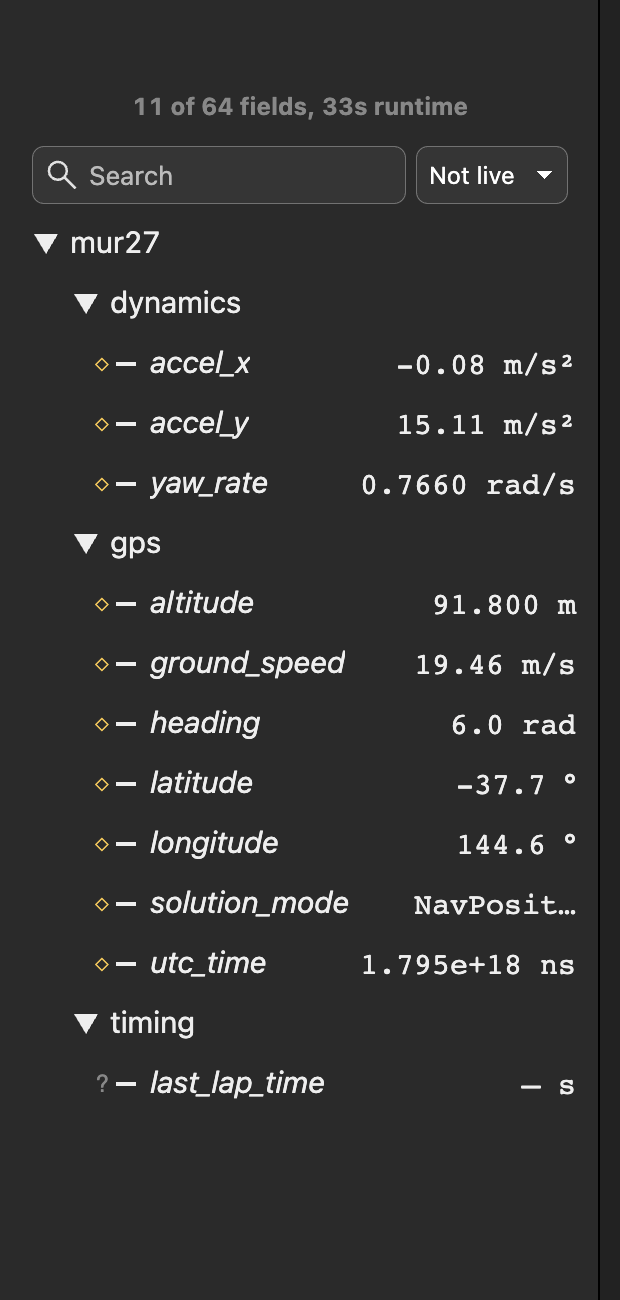 11 of 64 fields, 33s runtime
Search
Not live
mur27
dynamics
accel_x -0.08 m/s²
accel_y 15.11 m/s²
yaw_rate 0.7660 rad/s
gps
altitude 91.800 m
ground_speed 19.46 m/s
heading 6.0 rad
latitude -37.7 °
longitude 144.6 °
solution_mode NavPosit…
utc_time 1.795e+18 ns
timing
? last_lap_time — s